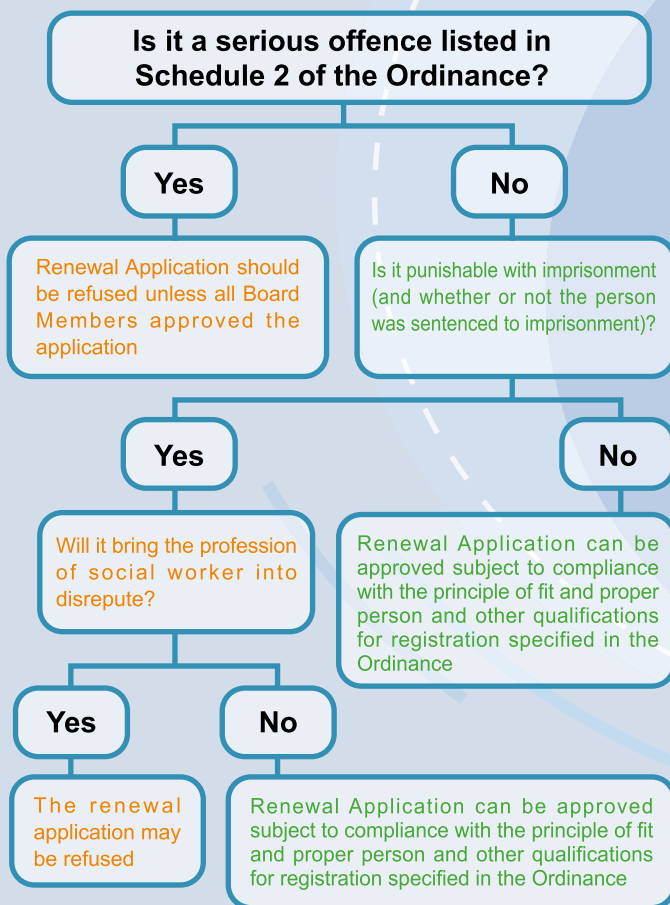 Is it a serious offence listed in
Schedule 2 of the Ordinance?
Yes
No
Renewal Application should
be refused unless all Board
Members approved the
application
Is it punishable with imprisonment
(and whether or not the person
was sentenced to imprisonment)?
Yes
No
Will it bring the profession
of social worker into
disrepute?
Renewal Application can be
approved subject to compliance
with the principle of fit and proper
person and other qualifications
for registration specified in the
Ordinance
Yes
No
The renewal
application may
be refused
Renewal Application can be approved
subject to compliance with the principle of fit
and proper person and other qualifications
for registration specified in the Ordinance